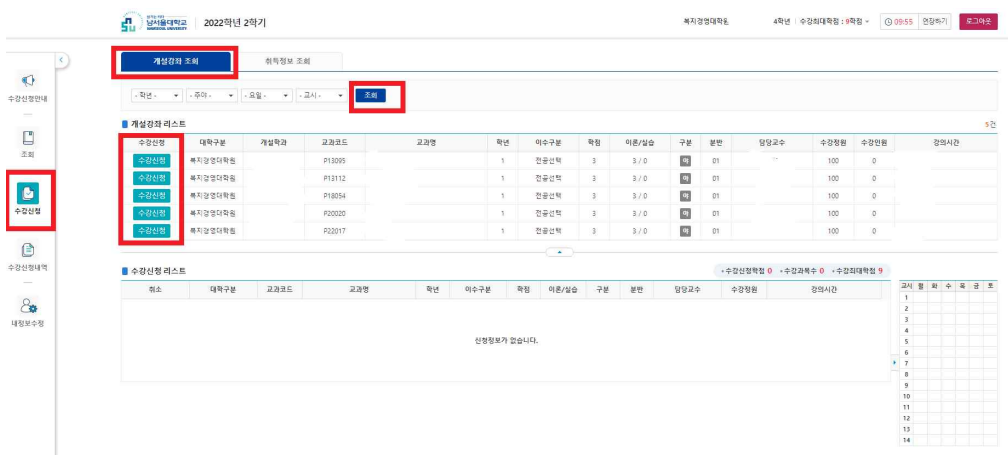 남서울대학교 2022학년 2학기 복지경영대학원 4학년 수강최대학점 : 9학점 09:55 연장하기 로그아웃
개설강좌 조회 취득정보 조회
수강신청안내
조회
수강신청
수강신청내역
내정보수정
- 학년 - - 주야 - - 요일 - - 교시 - 조회
개설강좌 리스트 5건
수강신청 대학구분 개설학과 교과코드 교과명 학년 이수구분 학점 이론/실습 구분 분반 담당교수 수강정원 수강인원 강의시간
수강신청 복지경영대학원 P13095 1 전공선택 3 3 / 0 야 01 100 0
수강신청 복지경영대학원 P13112 1 전공선택 3 3 / 0 야 01 100 0
수강신청 복지경영대학원 P18054 1 전공선택 3 3 / 0 야 01 100 0
수강신청 복지경영대학원 P20020 1 전공선택 3 3 / 0 야 01 100 0
수강신청 복지경영대학원 P22017 1 전공선택 3 3 / 0 야 01 100 0
수강신청 리스트 수강신청학점 0 수강과목수 0 수강최대학점 9
취소 대학구분 교과코드 교과명 학년 이수구분 학점 이론/실습 구분 분반 담당교수 수강정원 강의시간
신청정보가 없습니다.
교시 월 화 수 목 금 토
1
2
3
4
5
6
7
8
9
10
11
12
13
14